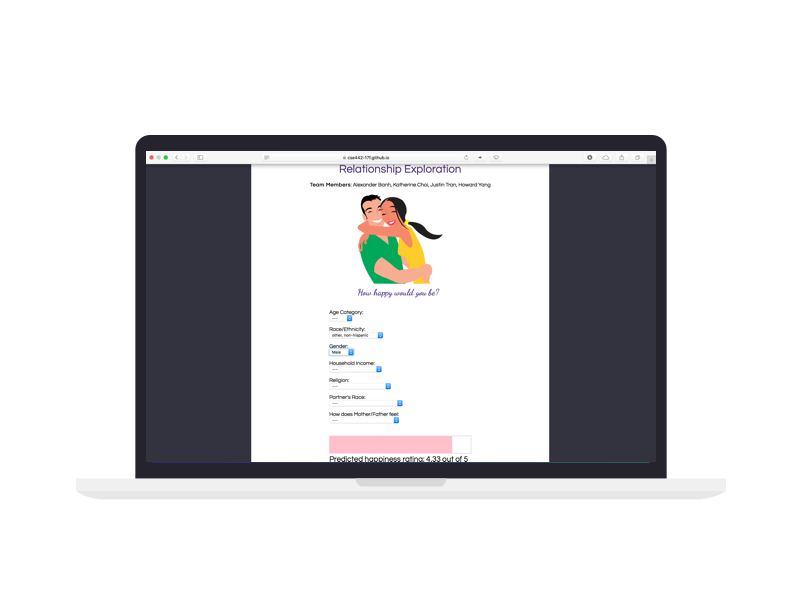 cse442-17f.github.io
Relationship Exploration
Team Members: Alexander Banh, Katherine Choi, Justin Tran, Howard Yang
How happy would you be?
Age Category:
---
Race/Ethnicity:
other, non-hispanic
Gender:
Male
Household Income:
---
Religion:
---
Partner's Race:
---
How does Mother/Father feel:
---
Predicted happiness rating: 4.33 out of 5